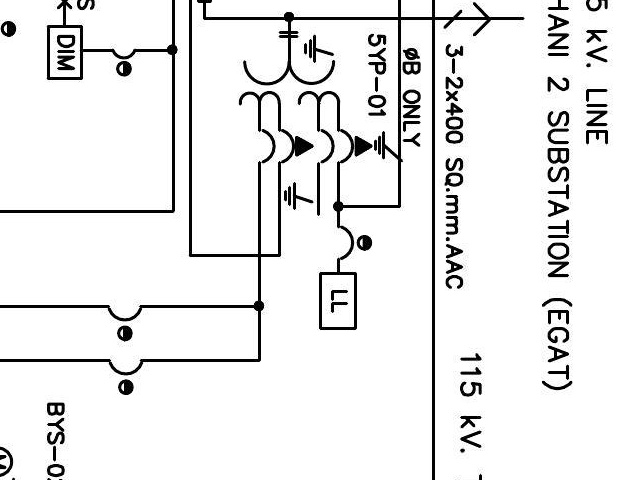 5 kV. LINE
HANI 2 SUBSTATION (EGAT)
115 kV.
3-2x400 SQ.mm.AAC
ØB ONLY
5YP-01
LL
S
DIM
BYS-0
M